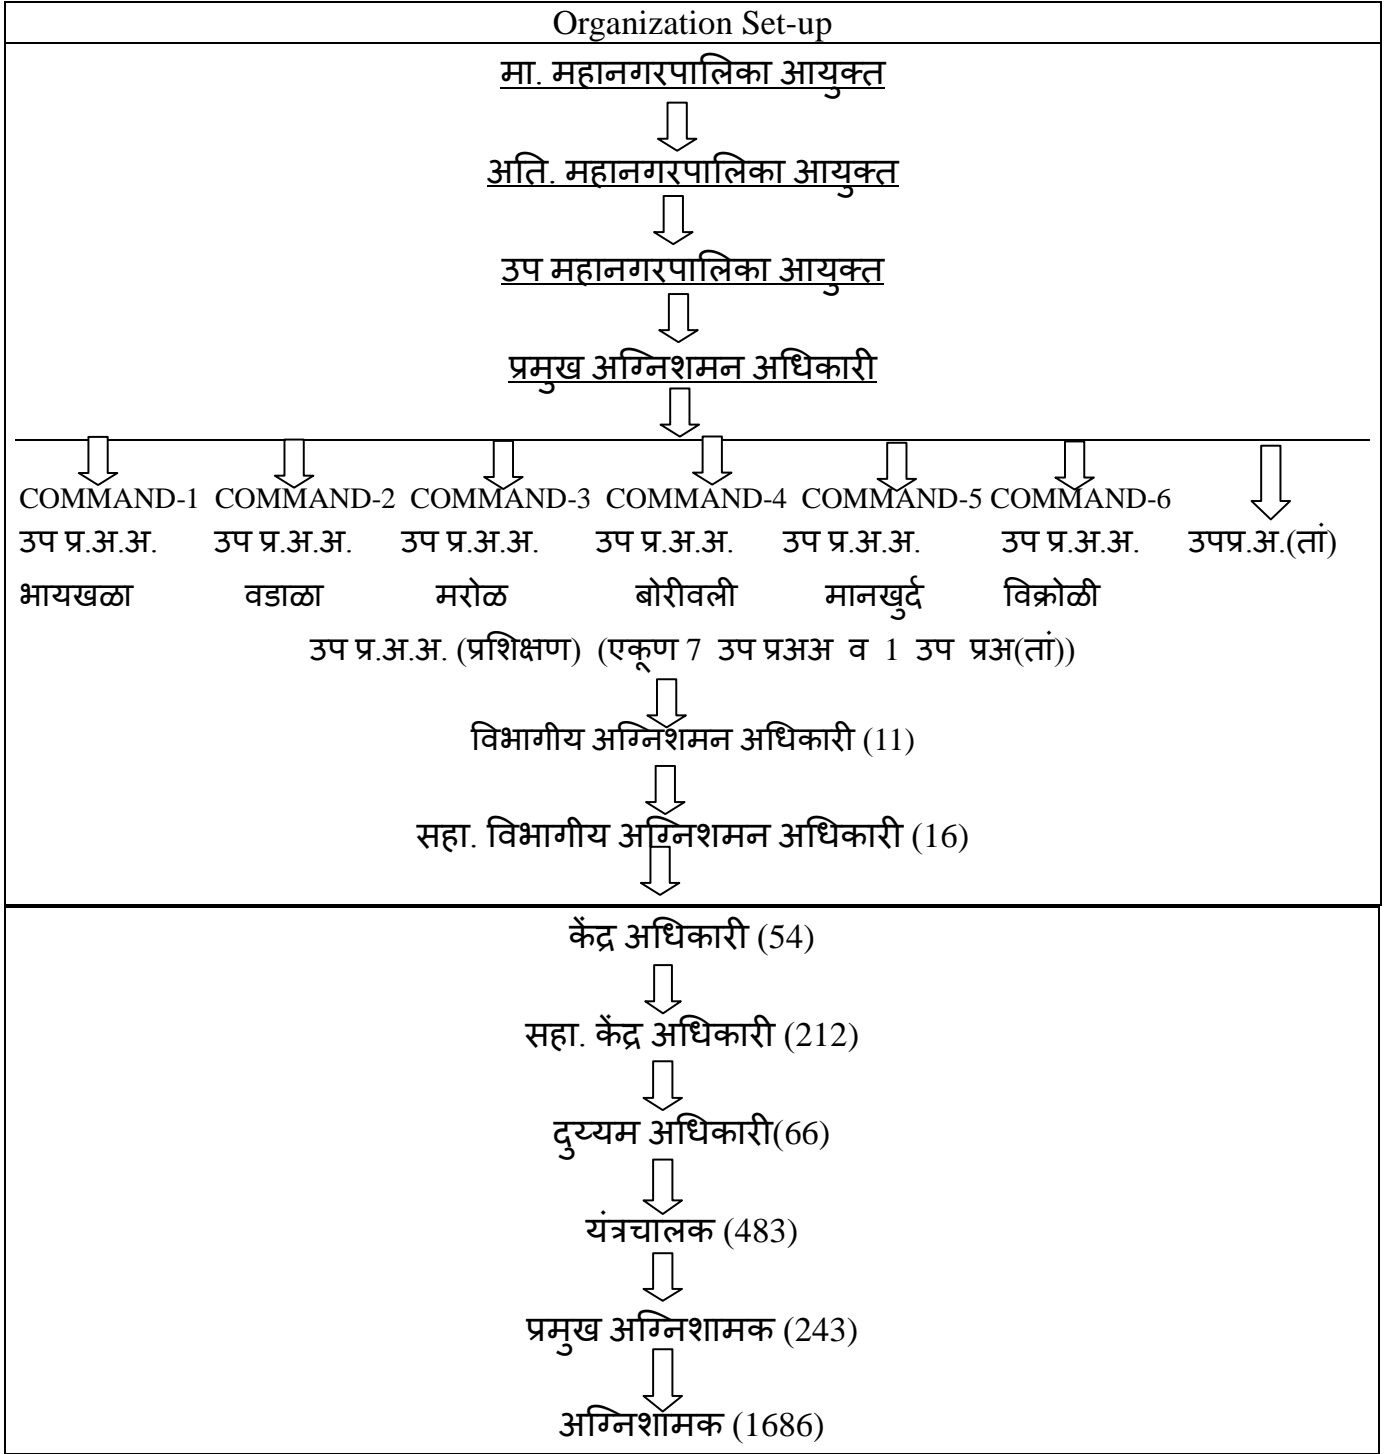 Organization Set-up
मा. महानगरपालिका आयुक्त
अति. महानगरपालिका आयुक्त
उप महानगरपालिका आयुक्त
प्रमुख अग्निशमन अधिकारी
COMMAND-1 COMMAND-2 COMMAND-3 COMMAND-4 COMMAND-5 COMMAND-6
उप प्र.अ.अ. उप प्र.अ.अ. उप प्र.अ.अ. उप प्र.अ.अ. उप प्र.अ.अ. उप प्र.अ.अ. उपप्र.अ.(तां)
भायखळा वडाळा मरोळ बोरीवली मानखुर्द विक्रोळी
उप प्र.अ.अ. (प्रशिक्षण) (एकूण 7 उप प्रअअ व 1 उप प्रअ(तां))
विभागीय अग्निशमन अधिकारी (11)
सहा. विभागीय अग्निशमन अधिकारी (16)
केंद्र अधिकारी (54)
सहा. केंद्र अधिकारी (212)
दुय्यम अधिकारी(66)
यंत्रचालक (483)
प्रमुख अग्निशामक (243)
अग्निशामक (1686)